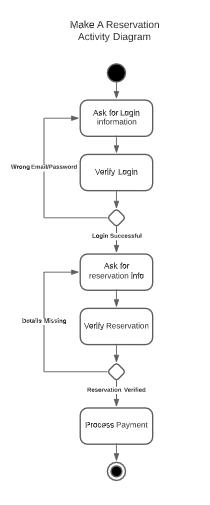 Make A Reservation
Activity Diagram
Ask for Login
information
Verify Login
Wrong Email/Password
Login Successful
Ask for
reservation info
Details Missing
Verify Reservation
Reservation Verified
Process Payment